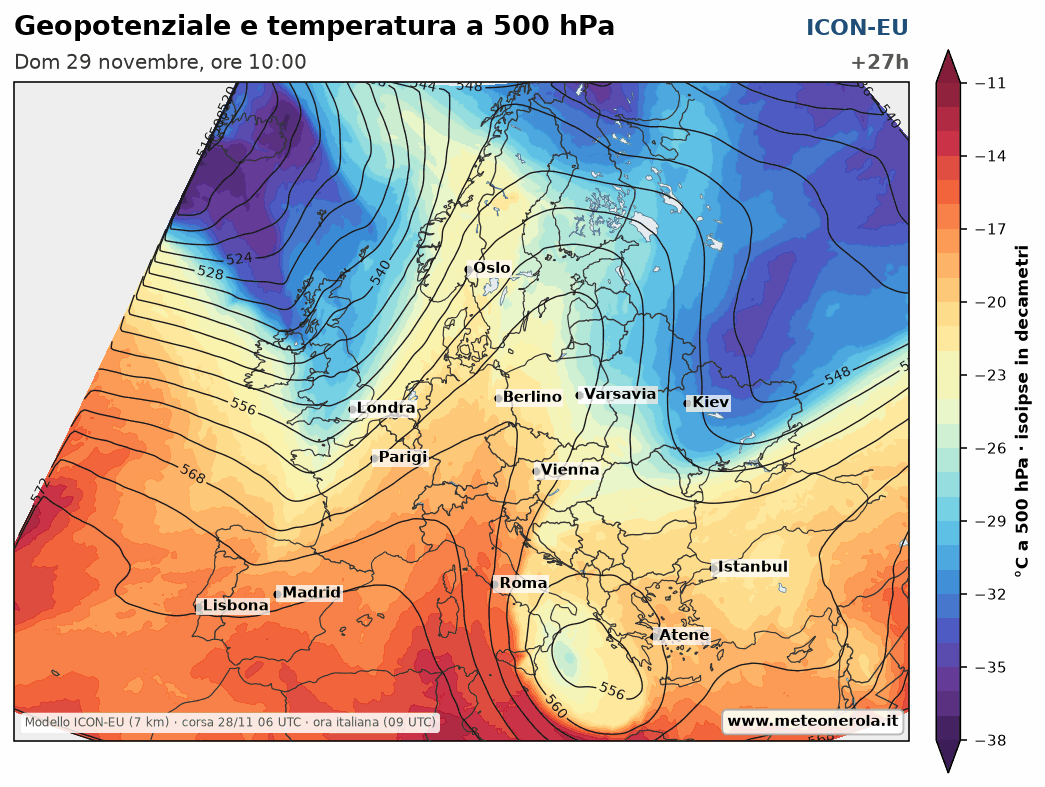 Geopotenziale e temperatura a 500 hPa
ICON-EU
Dom 29 novembre, ore 10:00
+27h
544
548
520
516
540
524
528
540
556
568
572
548
556
560
Oslo
Berlino
Varsavia
Kiev
Londra
Parigi
Vienna
Roma
Istanbul
Madrid
Lisbona
Atene
Modello ICON-EU (7 km) · corsa 28/11 06 UTC · ora italiana (09 UTC)
www.meteonerola.it
−11
−14
−17
−20
−23
−26
−29
−32
−35
−38
°C a 500 hPa · isoipse in decametri